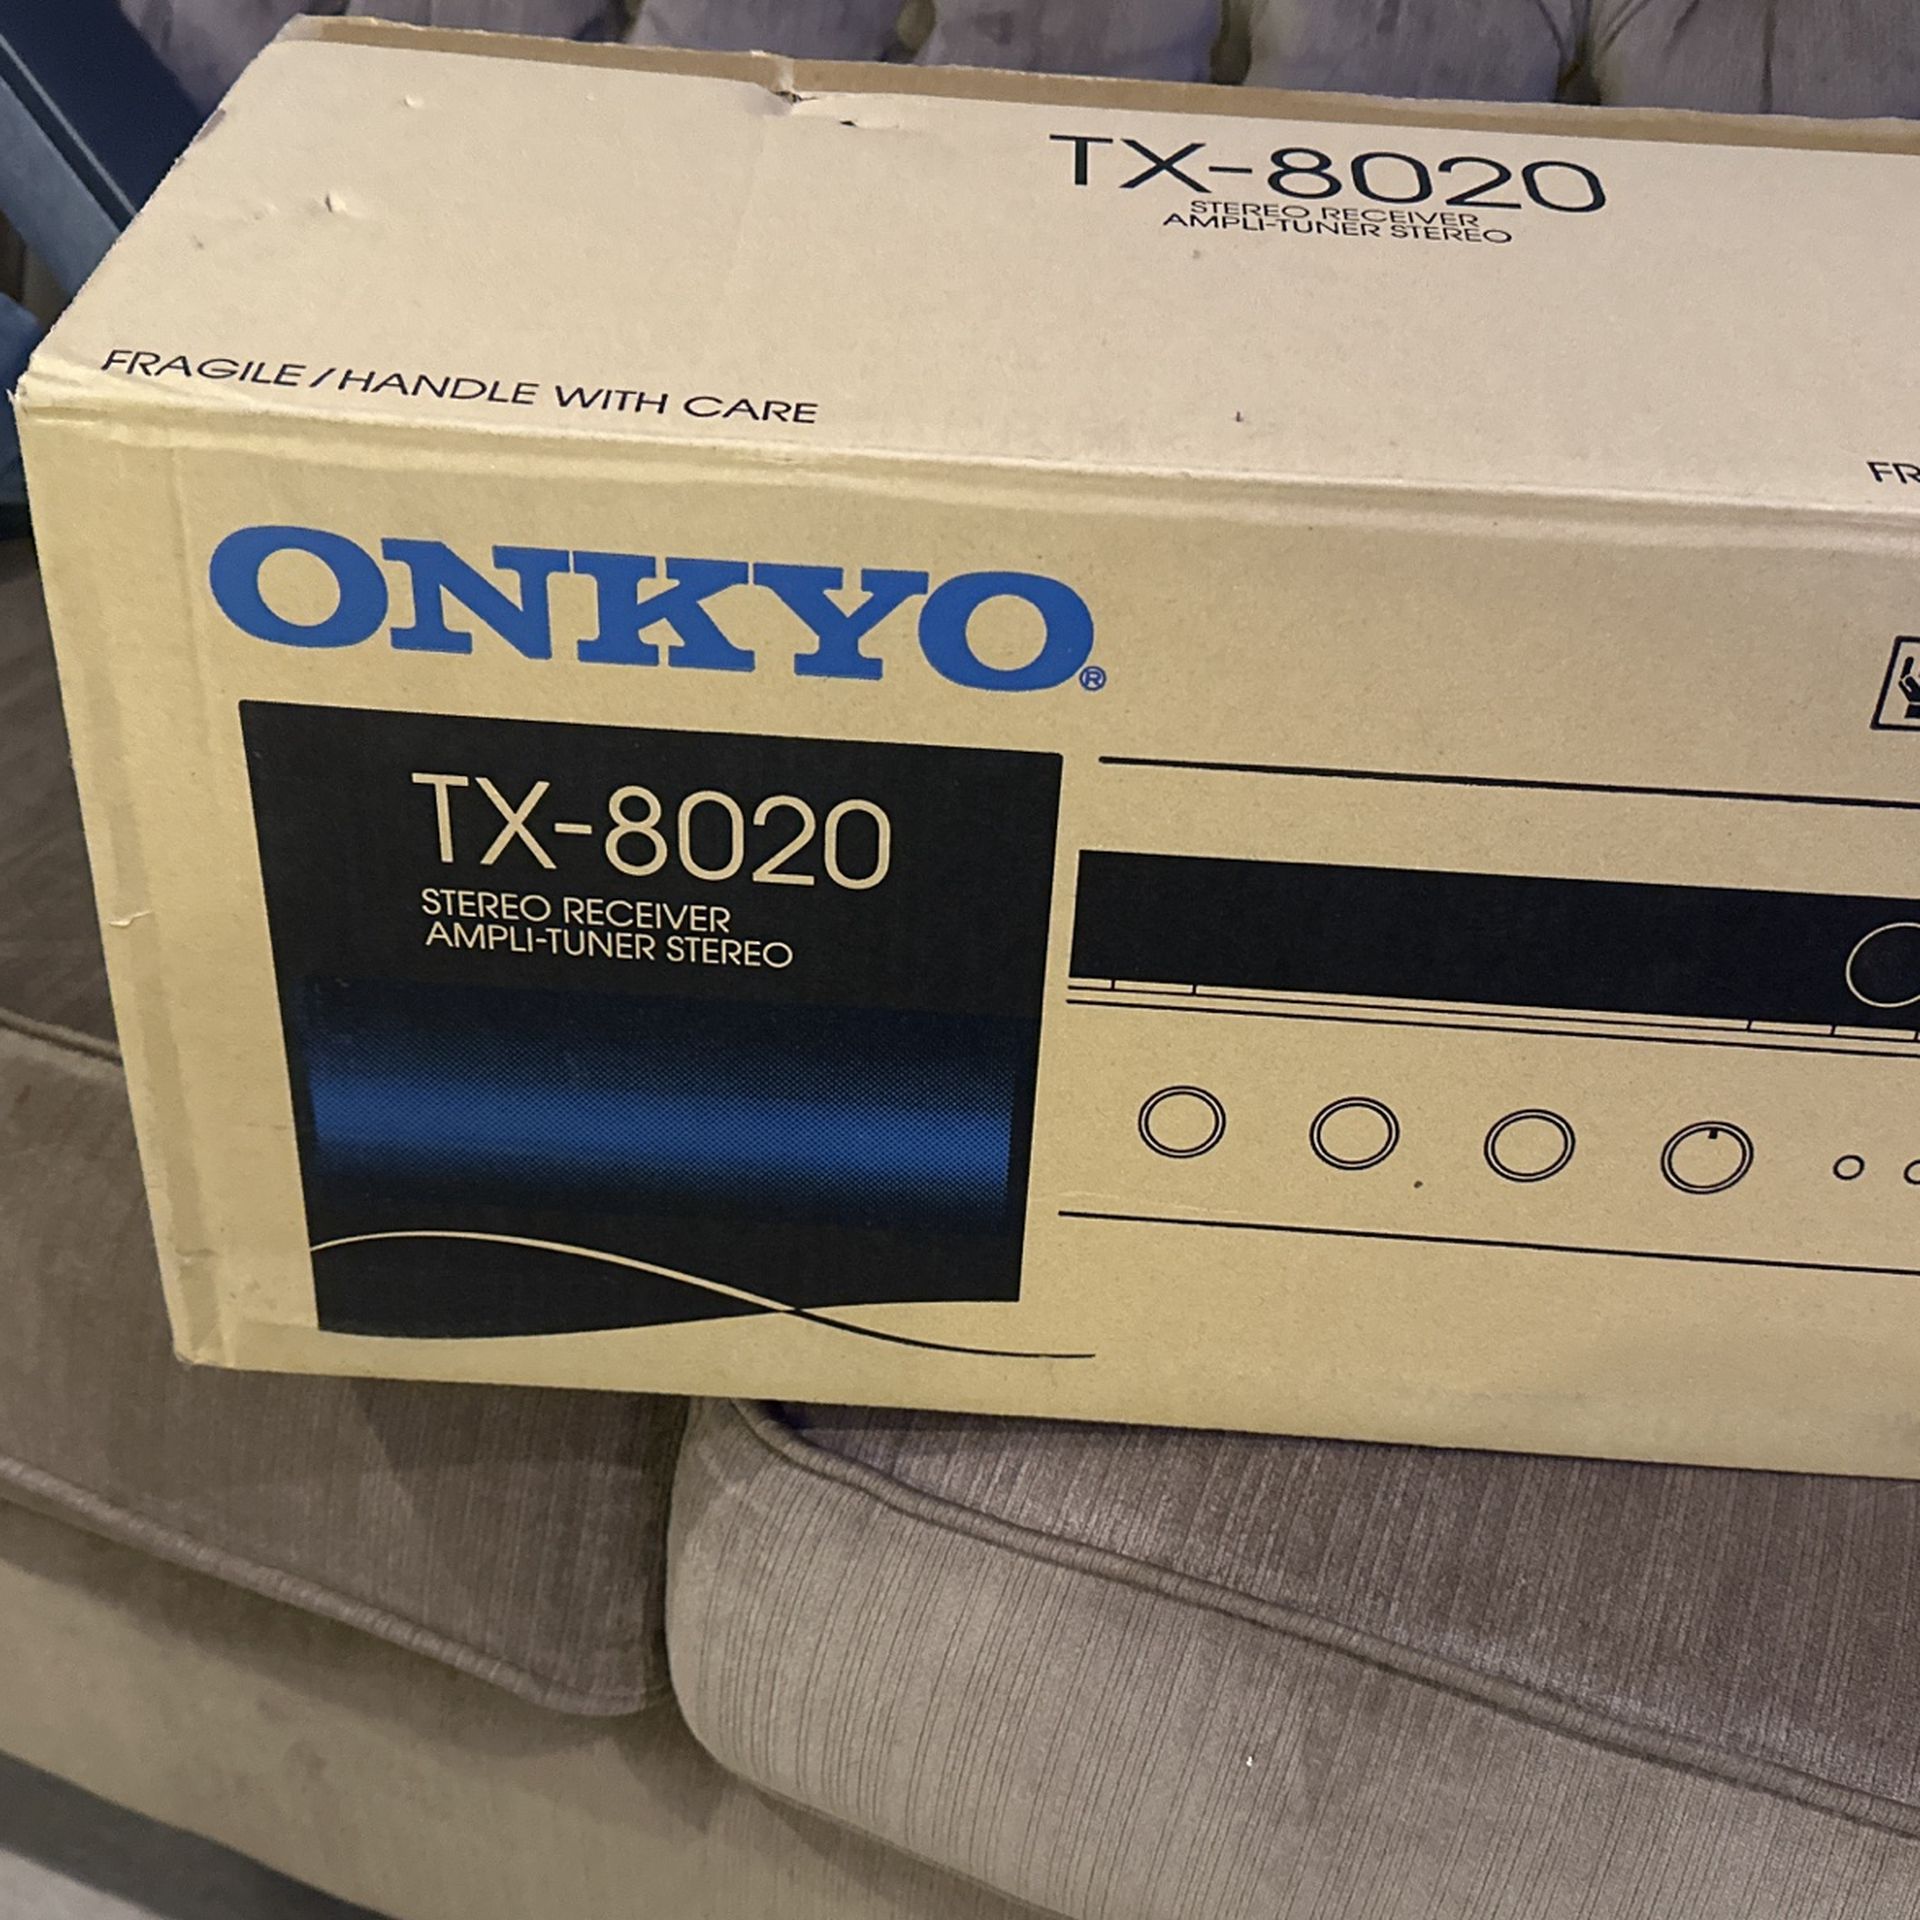 TX-8020
STEREO RECEIVER
AMPLI-TUNER STEREO
FRAGILE/HANDLE WITH CARE
FR
ONKYO®
TX-8020
STEREO RECEIVER
AMPLI-TUNER STEREO